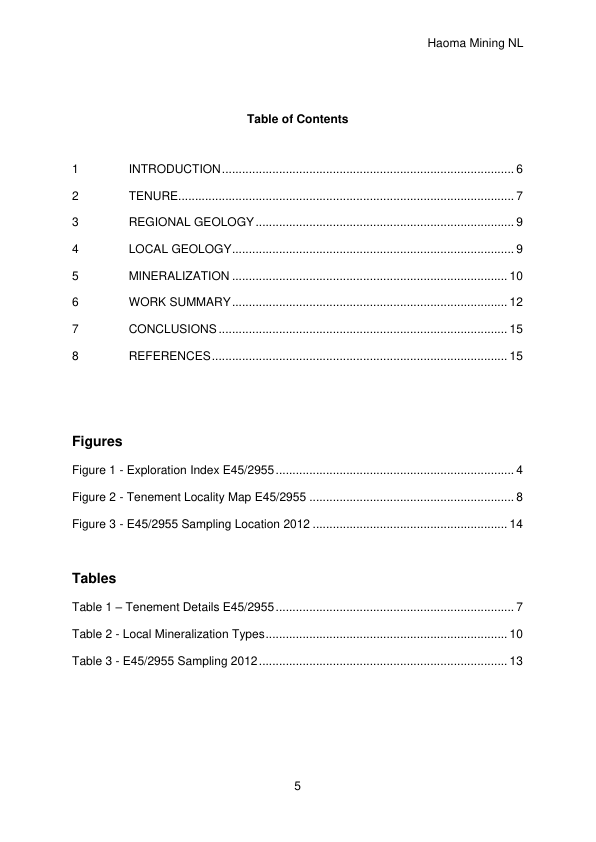 Haoma Mining NL
Table of Contents
1 INTRODUCTION........................................................................................ 6
2 TENURE.................................................................................................... 7
3 REGIONAL GEOLOGY............................................................................. 9
4 LOCAL GEOLOGY.................................................................................... 9
5 MINERALIZATION .................................................................................. 10
6 WORK SUMMARY.................................................................................. 12
7 CONCLUSIONS...................................................................................... 15
8 REFERENCES........................................................................................ 15
Figures
Figure 1 - Exploration Index E45/2955....................................................................... 4
Figure 2 - Tenement Locality Map E45/2955 ............................................................. 8
Figure 3 - E45/2955 Sampling Location 2012 .......................................................... 14
Tables
Table 1 – Tenement Details E45/2955....................................................................... 7
Table 2 - Local Mineralization Types........................................................................ 10
Table 3 - E45/2955 Sampling 2012.......................................................................... 13
5